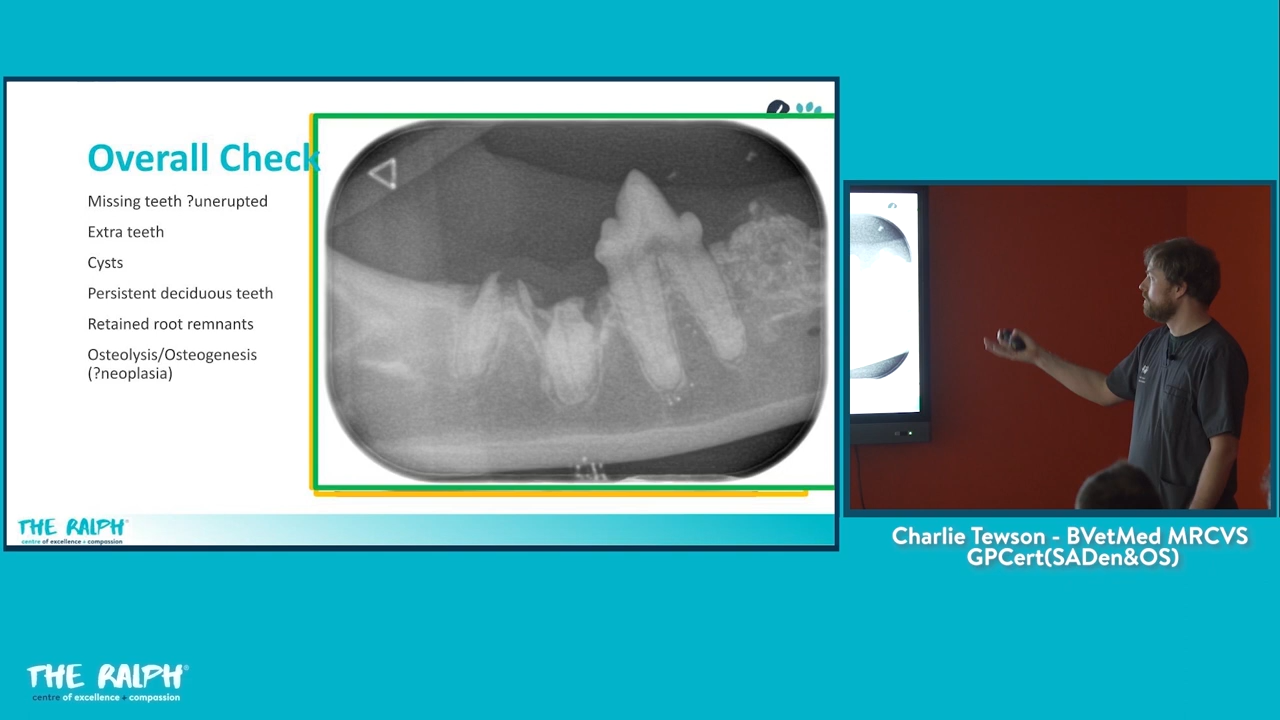 Overall Check
Missing teeth ?unerupted
Extra teeth
Cysts
Persistent deciduous teeth
Retained root remnants
Osteolysis/Osteogenesis
(?neoplasia)
THE RALPH®
centre of excellence + compassion
Charlie Tewson - BVetMed MRCVS
GPCert(SADen&OS)
THE RALPH®
centre of excellence + compassion